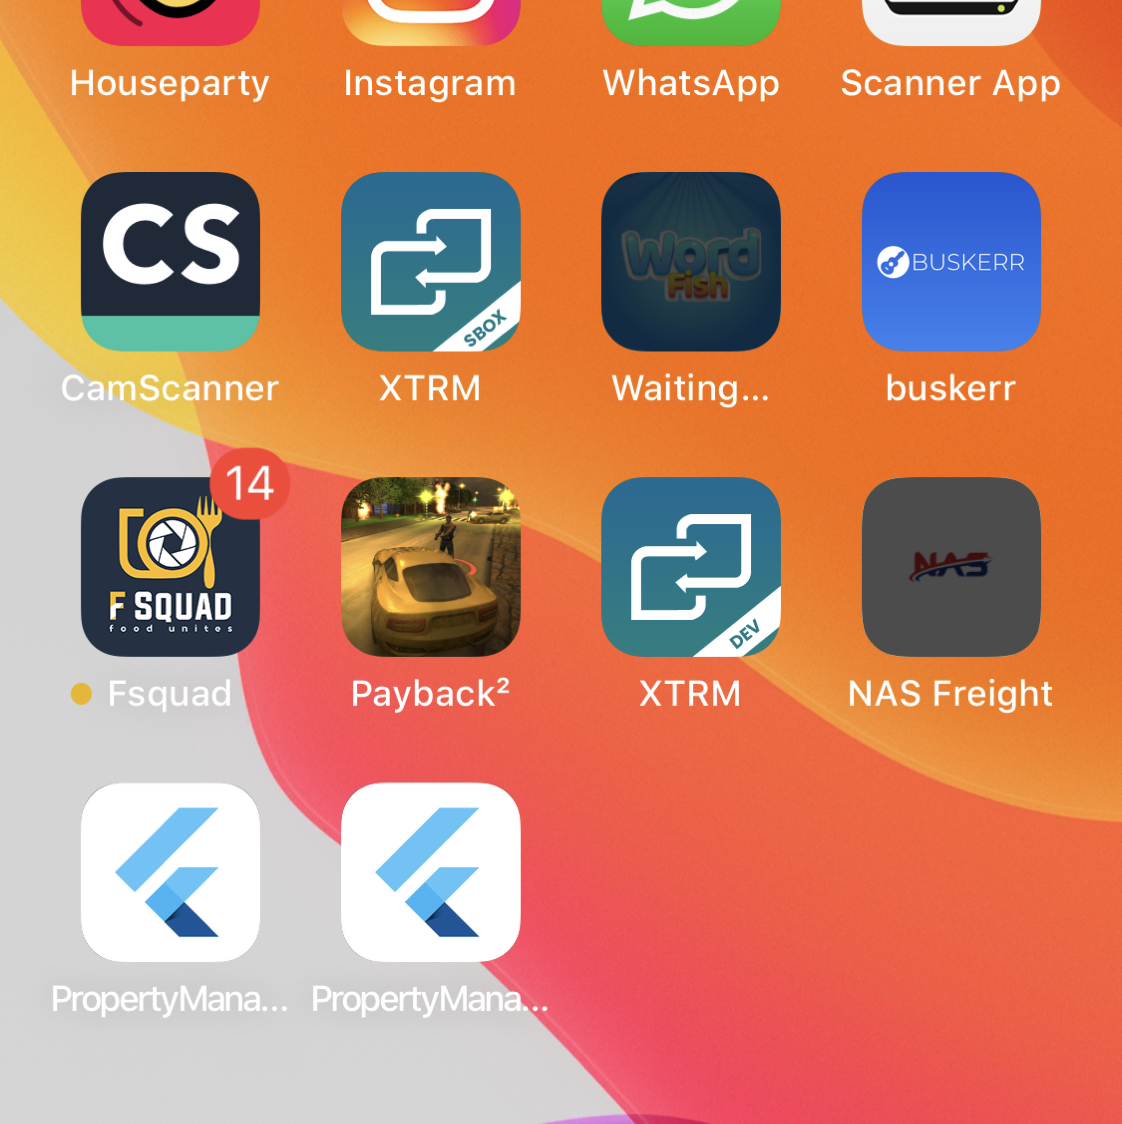 Houseparty
Instagram
WhatsApp
Scanner App
CS
SBOX
Word
Fish
BUSKERR
CamScanner
XTRM
Waiting...
buskerr
14
F SQUAD
food unites
DEV
NAS
Fsquad
Payback²
XTRM
NAS Freight
PropertyMana...
PropertyMana...